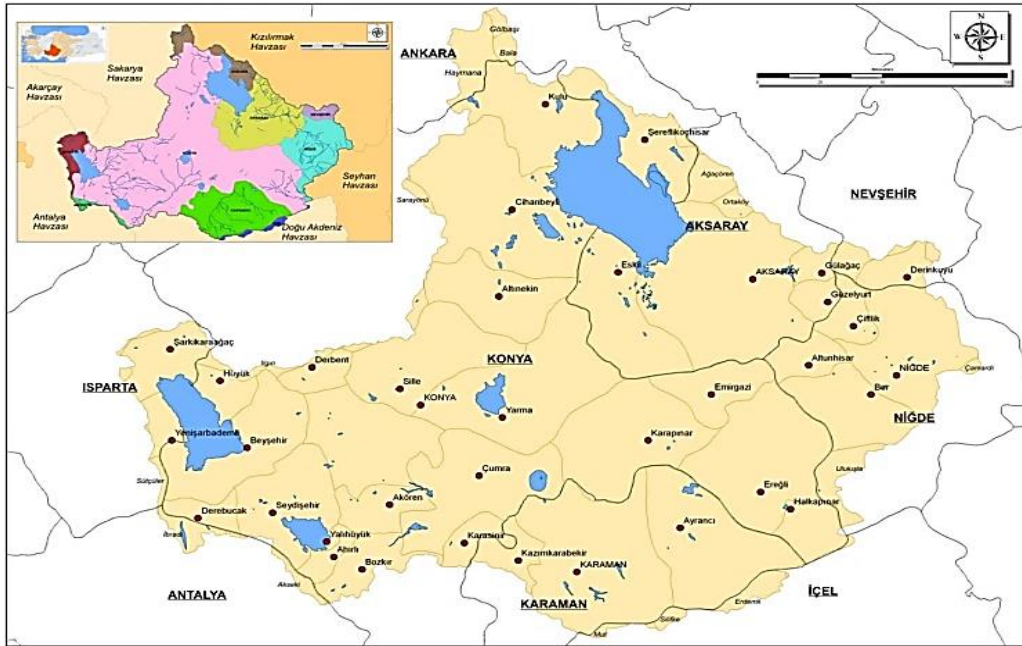 Kızılırmak
Havzası
Sakarya
Havzası
Akarçay
Havzası
Seyhan
Havzası
Antalya
Havzası
Doğu Akdeniz
Havzası
N
W
E
S
ANKARA
Gölbaşı
Bala
Haymana
Kulu
Şereflikoçhisar
NEVŞEHİR
Ağaçören
Ortaköy
Sarayönü
Cihanbeyli
AKSARAY
Eskil
AKSARAY
Gülağaç
Derinkuyu
Altınekin
Güzelyurt
Çiftlik
Şarkikaraağaç
Hüyük
Ilgın
Derbent
KONYA
Altunhisar
NİĞDE
Çamardı
ISPARTA
Sille
KONYA
Yarma
Emirgazi
Bor
NİĞDE
Yenişarbademli
Beyşehir
Karapınar
Sütçüler
Çumra
Ulukışla
Ereğli
Halkapınar
Derebucak
Seydişehir
Akören
İbradı
Yalıhüyük
Ahırlı
Bozkır
Karasınır
Kazımkarabekir
KARAMAN
Ayrancı
Akseki
ANTALYA
KARAMAN
Erdemli
İÇEL
Silifke
Mut